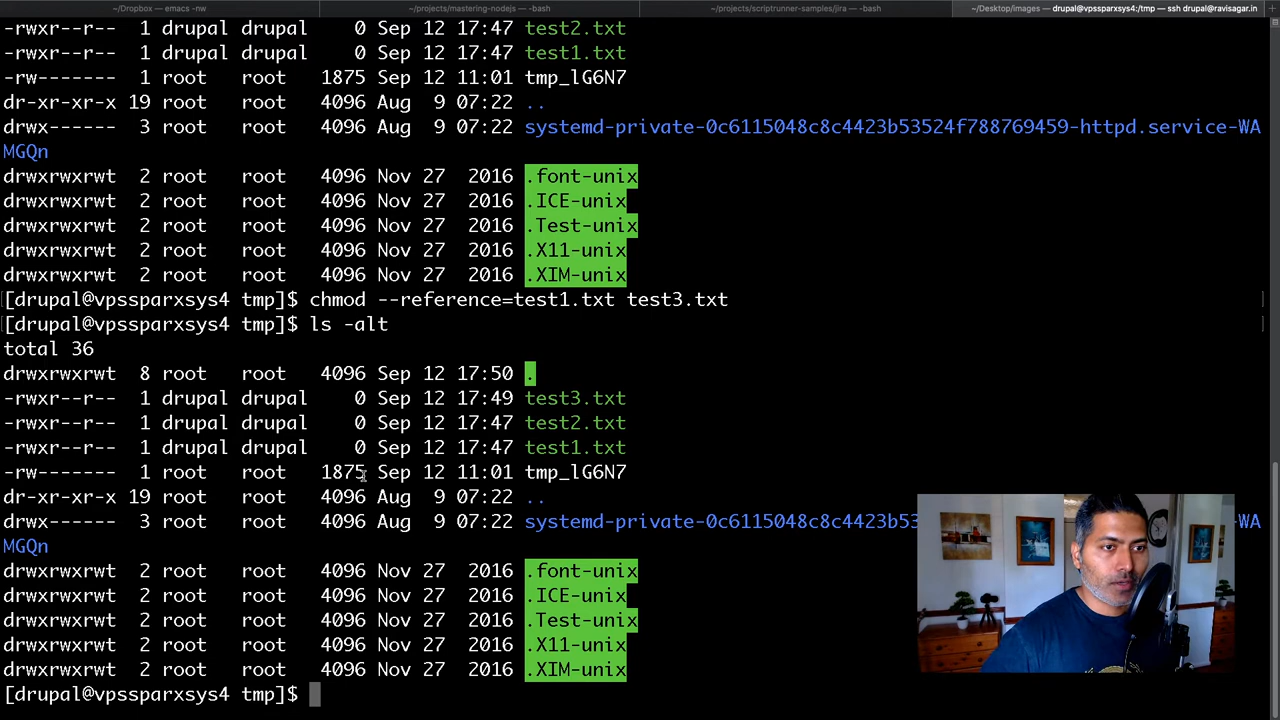 ~/Dropbox — emacs -nw ~/projects/mastering-nodejs — -bash ~/projects/scriptrunner-samples/jira — -bash ~/Desktop/images — drupal@vpssparxsys4:/tmp — ssh drupal@ravisagar.in
-rwxr--r-- 1 drupal drupal 0 Sep 12 17:47 test2.txt
-rwxr--r-- 1 drupal drupal 0 Sep 12 17:47 test1.txt
-rw------- 1 root root 1875 Sep 12 11:01 tmp_lG6N7
dr-xr-xr-x 19 root root 4096 Aug 9 07:22 ..
drwx------ 3 root root 4096 Aug 9 07:22 systemd-private-0c6115048c8c4423b53524f788769459-httpd.service-WA
MGQn
drwxrwxrwt 2 root root 4096 Nov 27 2016 .font-unix
drwxrwxrwt 2 root root 4096 Nov 27 2016 .ICE-unix
drwxrwxrwt 2 root root 4096 Nov 27 2016 .Test-unix
drwxrwxrwt 2 root root 4096 Nov 27 2016 .X11-unix
drwxrwxrwt 2 root root 4096 Nov 27 2016 .XIM-unix
[drupal@vpssparxsys4 tmp]$ chmod --reference=test1.txt test3.txt
[drupal@vpssparxsys4 tmp]$ ls -alt
total 36
drwxrwxrwt 8 root root 4096 Sep 12 17:50 .
-rwxr--r-- 1 drupal drupal 0 Sep 12 17:49 test3.txt
-rwxr--r-- 1 drupal drupal 0 Sep 12 17:47 test2.txt
-rwxr--r-- 1 drupal drupal 0 Sep 12 17:47 test1.txt
-rw------- 1 root root 1875 Sep 12 11:01 tmp_lG6N7
dr-xr-xr-x 19 root root 4096 Aug 9 07:22 ..
drwx------ 3 root root 4096 Aug 9 07:22 systemd-private-0c6115048c8c4423b53 -WA
MGQn
drwxrwxrwt 2 root root 4096 Nov 27 2016 .font-unix
drwxrwxrwt 2 root root 4096 Nov 27 2016 .ICE-unix
drwxrwxrwt 2 root root 4096 Nov 27 2016 .Test-unix
drwxrwxrwt 2 root root 4096 Nov 27 2016 .X11-unix
drwxrwxrwt 2 root root 4096 Nov 27 2016 .XIM-unix
[drupal@vpssparxsys4 tmp]$